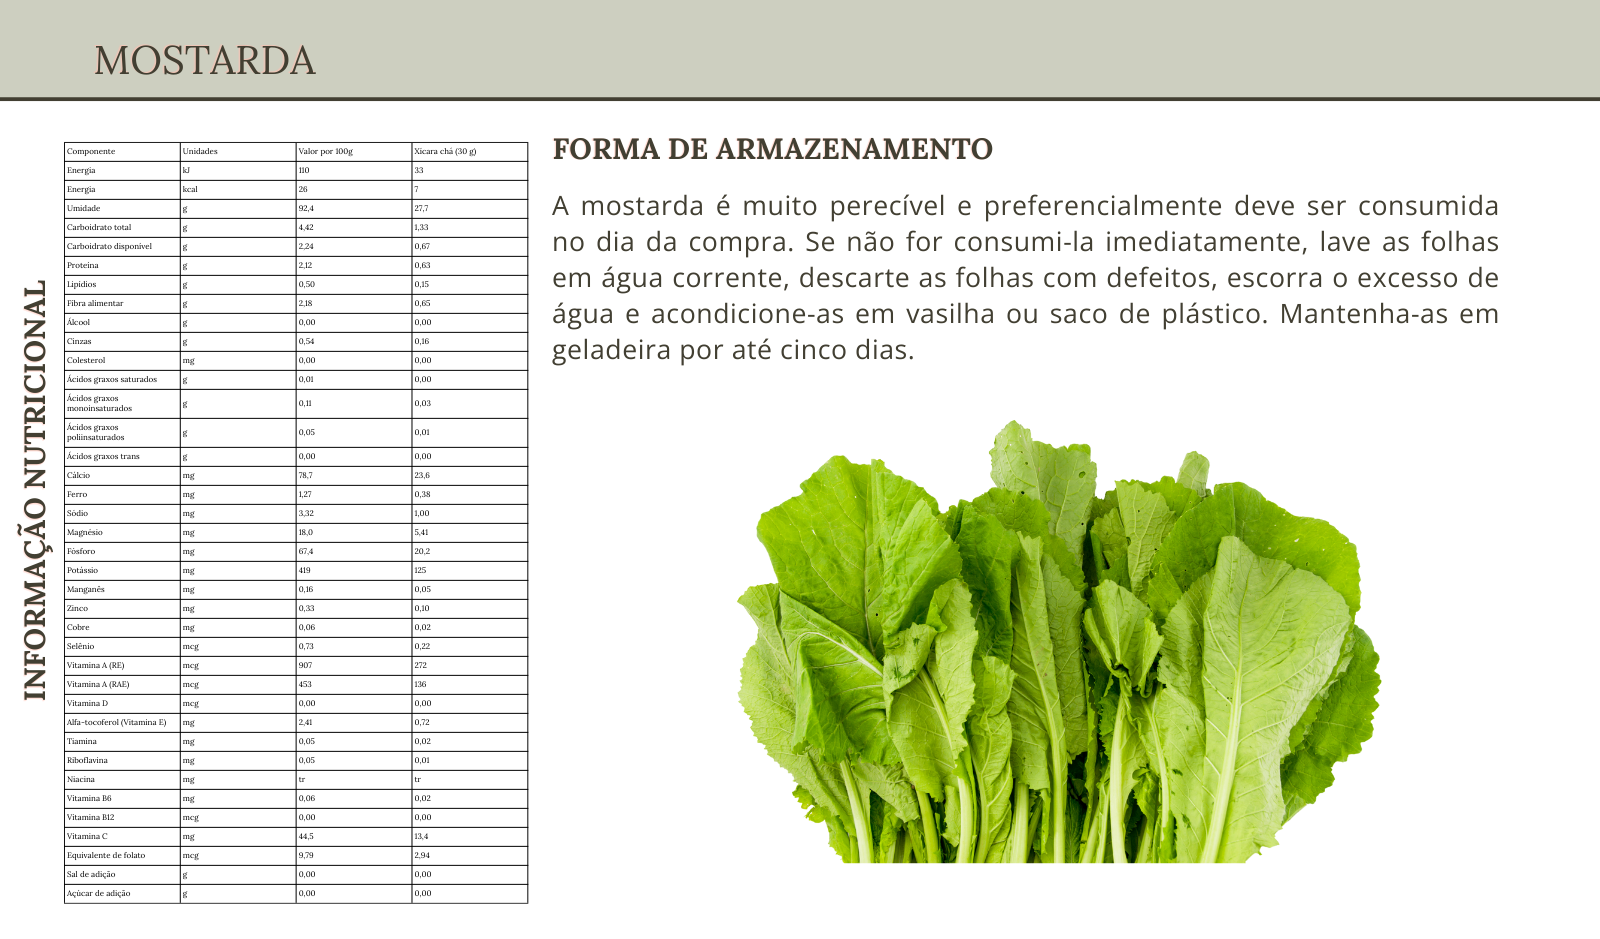 MOSTARDA
INFORMAÇÃO NUTRICIONAL
Componente Unidades Valor por 100g Xícara chá (30 g)
Energia kJ 110 33
Energia kcal 26 7
Umidade g 92,4 27,7
Carboidrato total g 4,42 1,33
Carboidrato disponível g 2,24 0,67
Proteína g 2,12 0,63
Lipídios g 0,50 0,15
Fibra alimentar g 2,18 0,65
Álcool g 0,00 0,00
Cinzas g 0,54 0,16
Colesterol mg 0,00 0,00
Ácidos graxos saturados g 0,01 0,00
Ácidos graxos
monoinsaturados g 0,11 0,03
Ácidos graxos
poliinsaturados g 0,05 0,01
Ácidos graxos trans g 0,00 0,00
Cálcio mg 78,7 23,6
Ferro mg 1,27 0,38
Sódio mg 3,32 1,00
Magnésio mg 18,0 5,41
Fósforo mg 67,4 20,2
Potássio mg 419 125
Manganês mg 0,16 0,05
Zinco mg 0,33 0,10
Cobre mg 0,06 0,02
Selênio mcg 0,73 0,22
Vitamina A (RE) mcg 907 272
Vitamina A (RAE) mcg 453 136
Vitamina D mcg 0,00 0,00
Alfa-tocoferol (Vitamina E) mg 2,41 0,72
Tiamina mg 0,05 0,02
Riboflavina mg 0,05 0,01
Niacina mg tr tr
Vitamina B6 mg 0,06 0,02
Vitamina B12 mcg 0,00 0,00
Vitamina C mg 44,5 13,4
Equivalente de folato mcg 9,79 2,94
Sal de adição g 0,00 0,00
Açúcar de adição g 0,00 0,00
FORMA DE ARMAZENAMENTO
A mostarda é muito perecível e preferencialmente deve ser consumida
no dia da compra. Se não for consumi-la imediatamente, lave as folhas
em água corrente, descarte as folhas com defeitos, escorra o excesso de
água e acondicione-as em vasilha ou saco de plástico. Mantenha-as em
geladeira por até cinco dias.